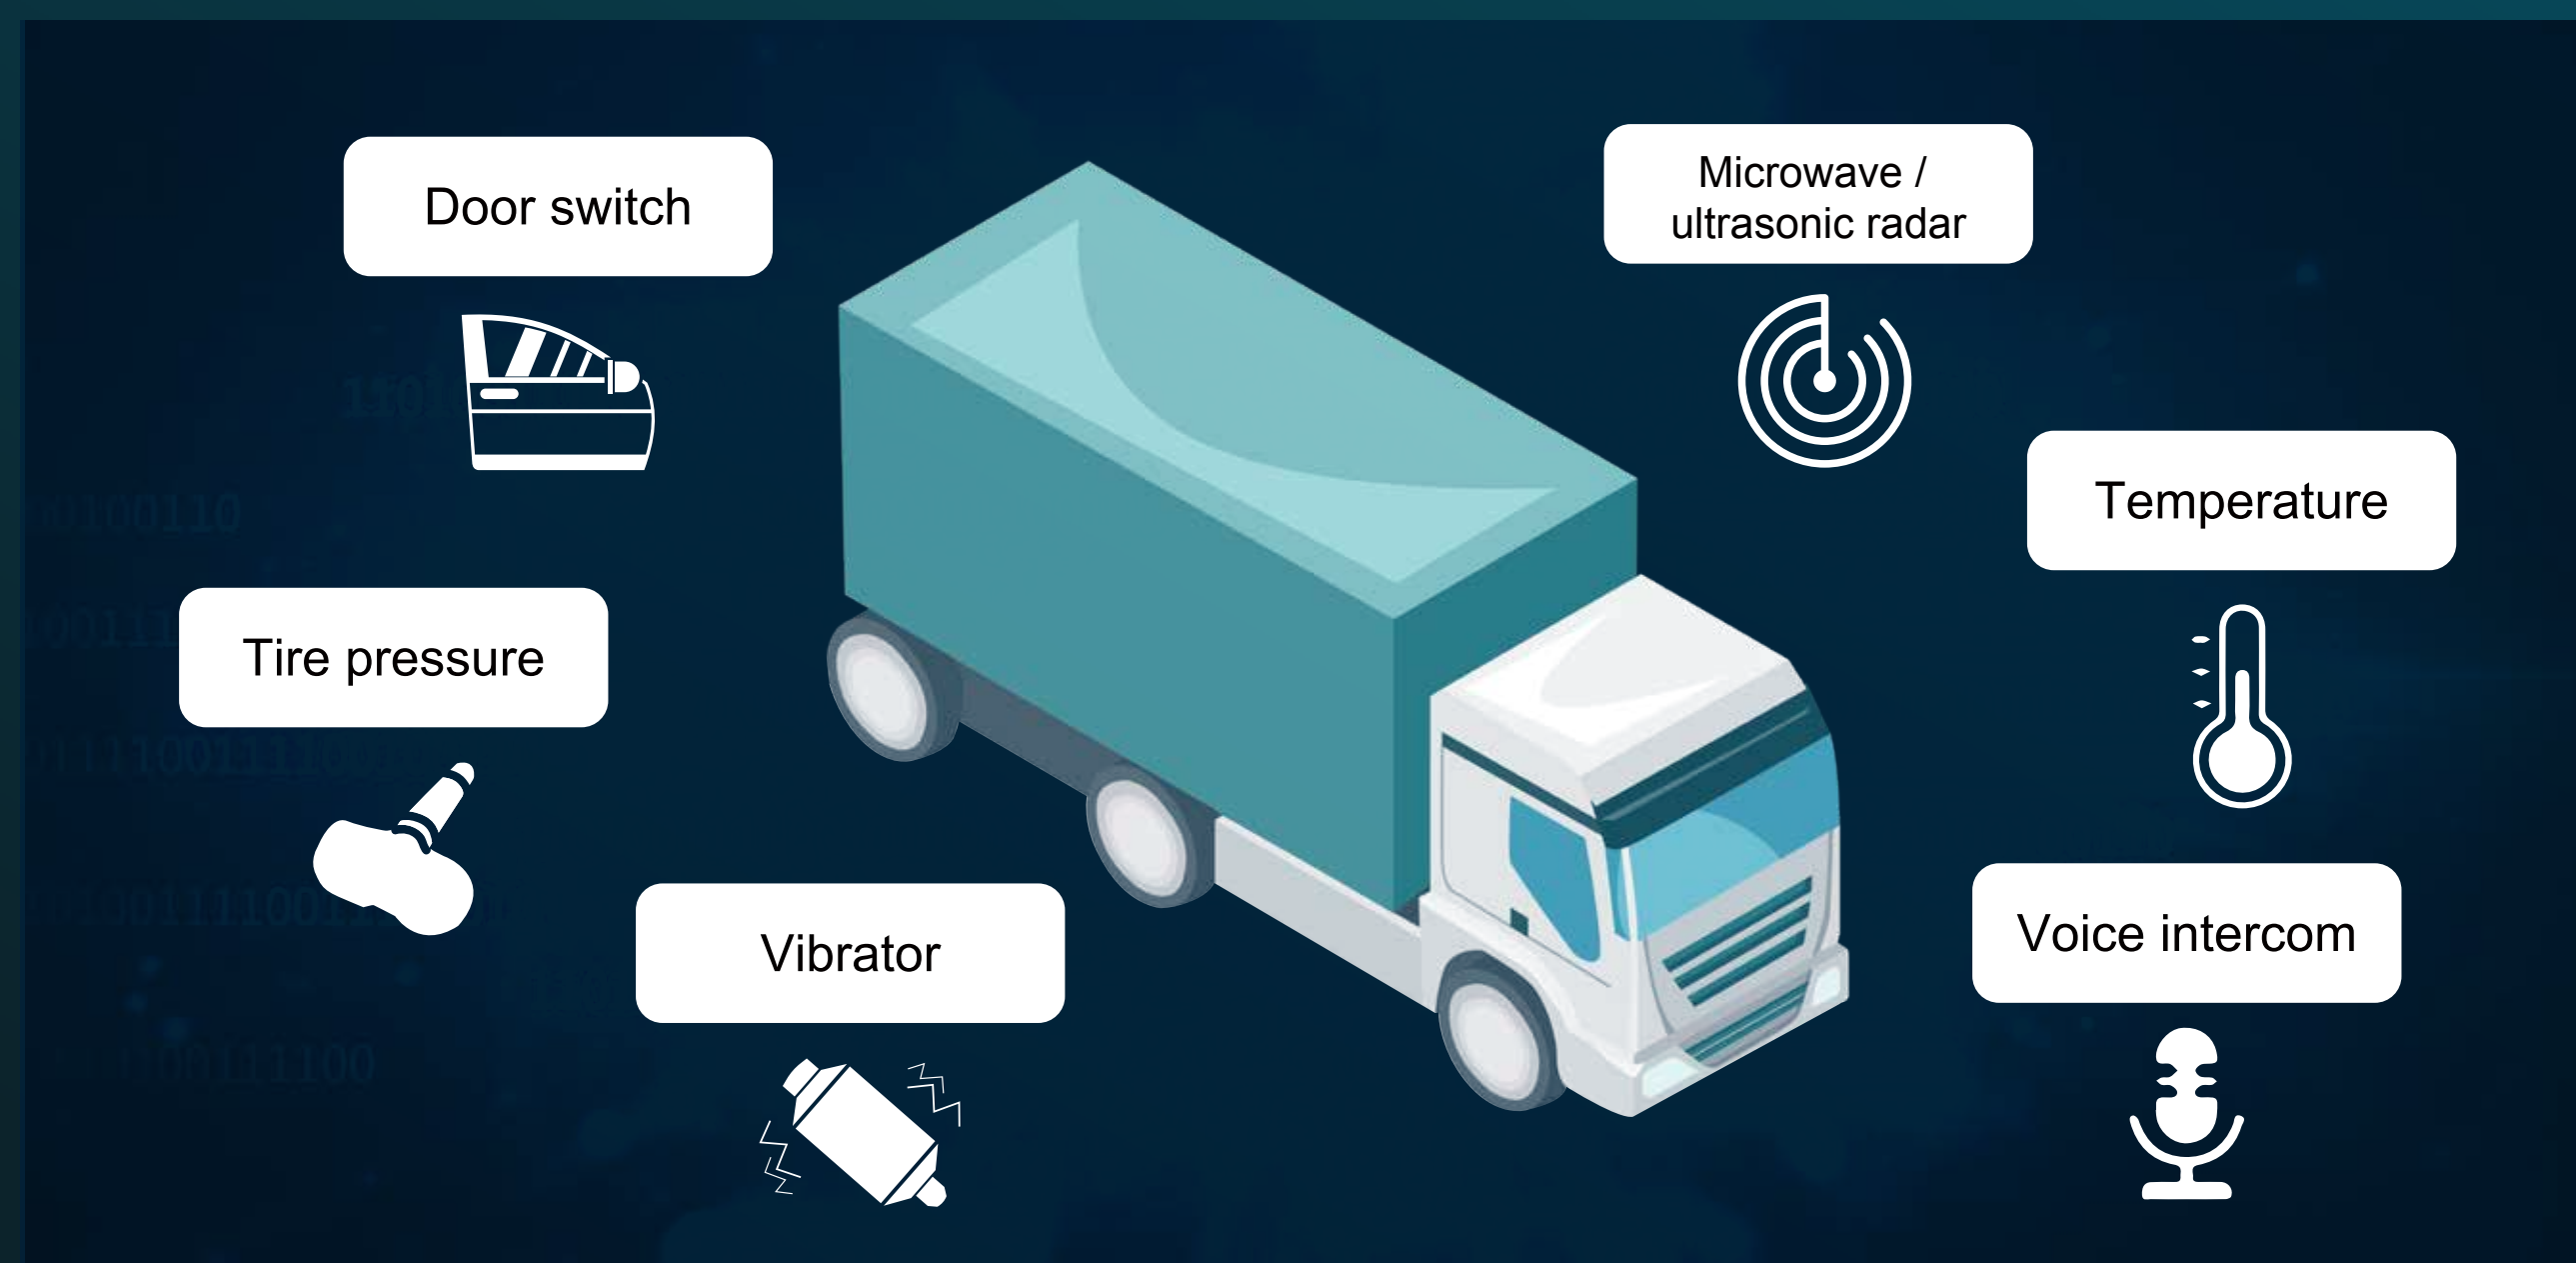 Door switch
Microwave /
ultrasonic radar
Temperature
Tire pressure
Voice intercom
Vibrator